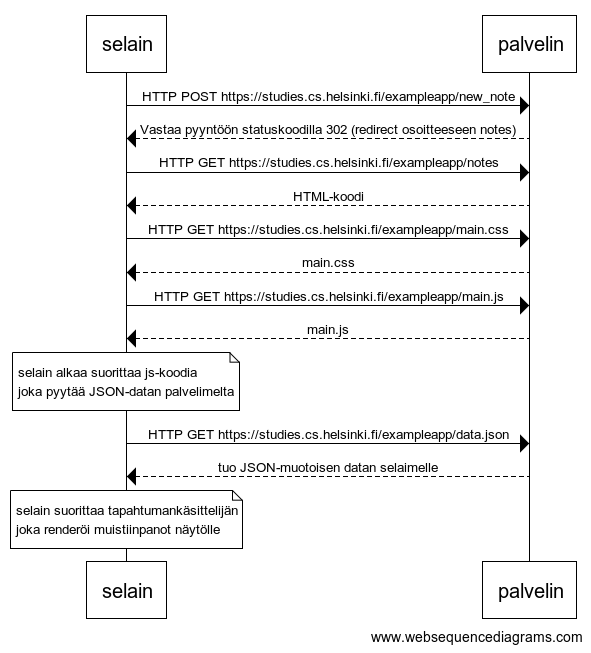 selain
palvelin
HTTP POST https://studies.cs.helsinki.fi/exampleapp/new_note
Vastaa pyyntöön statuskoodilla 302 (redirect osoitteeseen notes)
HTTP GET https://studies.cs.helsinki.fi/exampleapp/notes
HTML-koodi
HTTP GET https://studies.cs.helsinki.fi/exampleapp/main.css
main.css
HTTP GET https://studies.cs.helsinki.fi/exampleapp/main.js
main.js
selain alkaa suorittaa js-koodia
joka pyytää JSON-datan palvelimelta
HTTP GET https://studies.cs.helsinki.fi/exampleapp/data.json
tuo JSON-muotoisen datan selaimelle
selain suorittaa tapahtumankäsittelijän
joka renderöi muistiinpanot näytölle
selain
palvelin
www.websequencediagrams.com